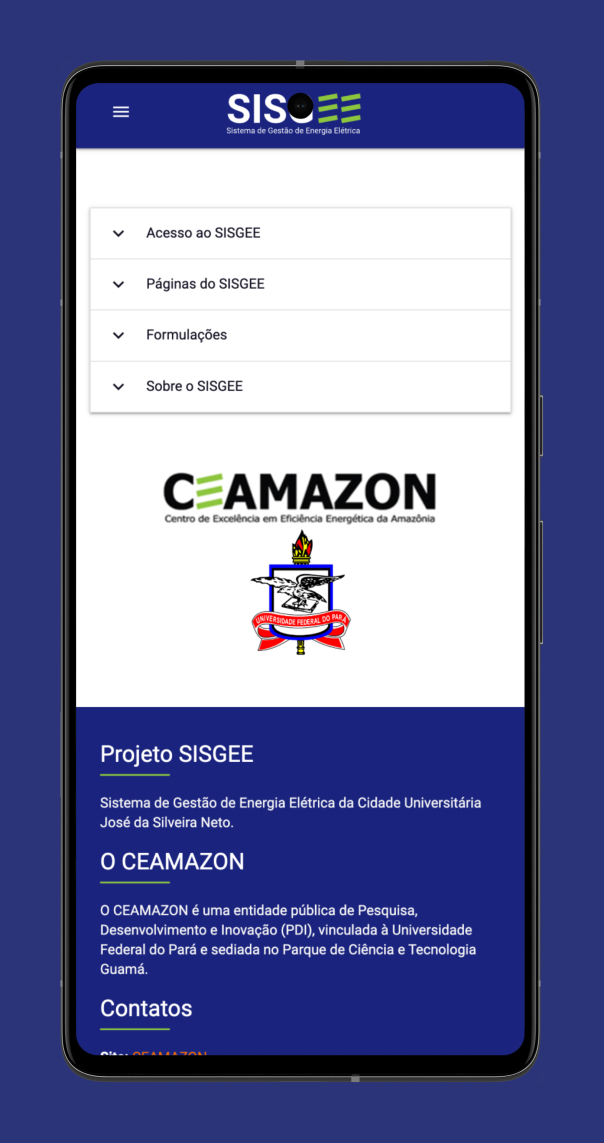 SISGEE
Sistema de Gestão de Energia Elétrica
Acesso ao SISGEE
Páginas do SISGEE
Formulações
Sobre o SISGEE
CEAMAZON
Centro de Excelência em Eficiência Energética da Amazônia
UNIVERSIDADE FEDERAL DO PARÁ
Projeto SISGEE
Sistema de Gestão de Energia Elétrica da Cidade Universitária
José da Silveira Neto.
O CEAMAZON
O CEAMAZON é uma entidade pública de Pesquisa,
Desenvolvimento e Inovação (PDI), vinculada à Universidade
Federal do Pará e sediada no Parque de Ciência e Tecnologia
Guamá.
Contatos
Site: CEAMAZON